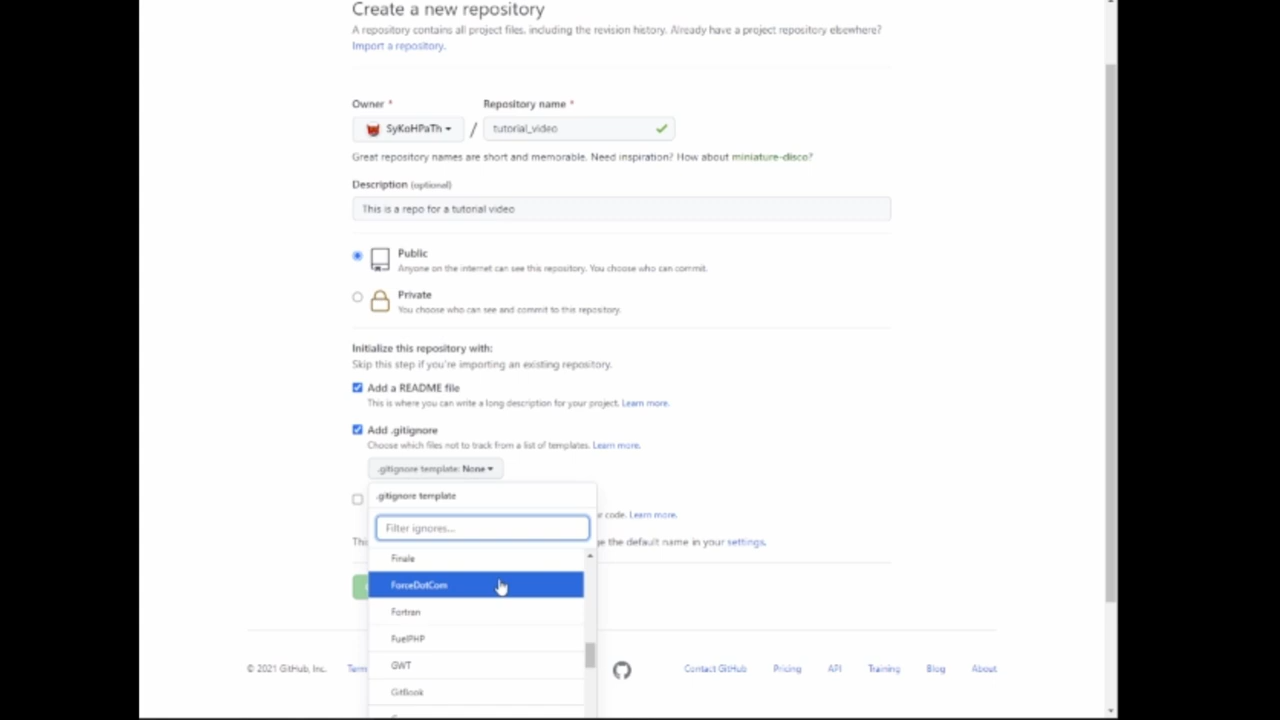 Create a new repository
A repository contains all project files, including the revision history. Already have a project repository elsewhere?
Import a repository.
Owner *
Repository name *
SyKoHPaTh
/
tutorial_video
Great repository names are short and memorable. Need inspiration? How about miniature-disco?
Description (optional)
This is a repo for a tutorial video
Public
Anyone on the internet can see this repository. You choose who can commit.
Private
You choose who can see and commit to this repository.
Initialize this repository with:
Skip this step if you're importing an existing repository.
Add a README file
This is where you can write a long description for your project. Learn more.
Add .gitignore
Choose which files not to track from a list of templates. Learn more.
.gitignore template: None
.gitignore template
code. Learn more.
Filter ignores...
the default name in your settings.
Finale
ForceDotCom
Fortran
FuelPHP
GWT
GitBook
© 2021 GitHub, Inc.
Contact GitHub
Pricing
API
Training
Blog
About